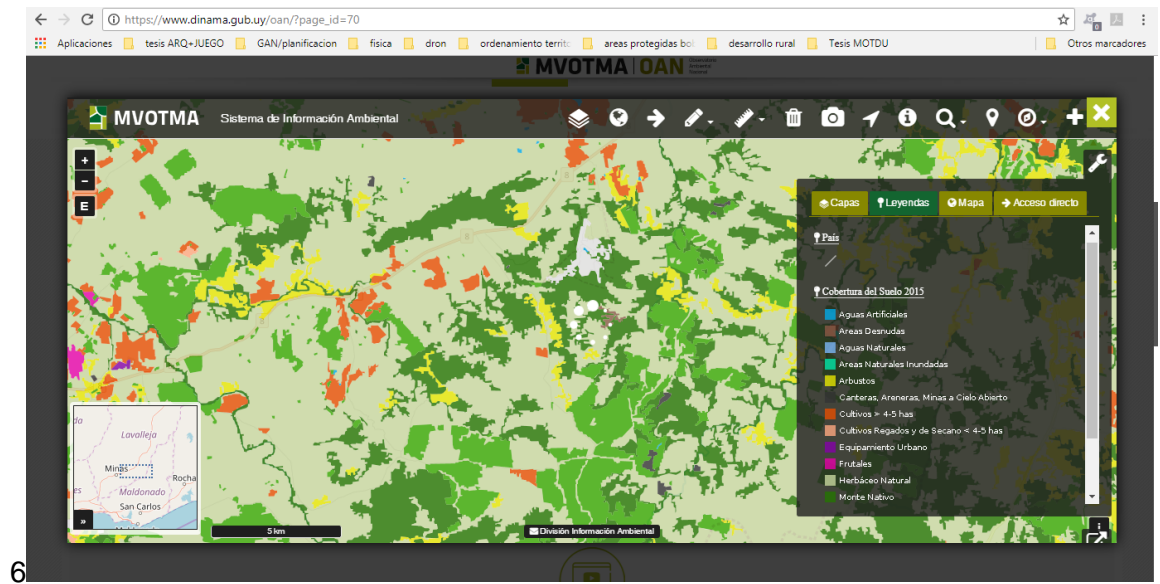 https://www.dinama.gub.uy/oan/?page_id=70
Aplicaciones tesis ARQ+JUEGO GAN/planificacion fisica dron ordenamiento territo areas protegidas bo desarrollo rural Tesis MOTDU Otros marcadores
MVOTMA OAN
MVOTMA Sistema de Información Ambiental
+
−
E
Capas Leyendas Mapa Acceso directo
País
Cobertura del Suelo 2015
Aguas Artificiales
Areas Desnudas
Aguas Naturales
Areas Naturales Inundadas
Arbustos
Canteras, Areneras, Minas a Cielo Abierto
Cultivos > 4-5 has
Cultivos Regados y de Secano < 4-5 has
Equipamiento Urbano
Frutales
Herbáceo Natural
Monte Nativo
8
8
Lavalleja
Minas
Rocha
Maldonado
San Carlos
»
5 km
División Información Ambiental
6